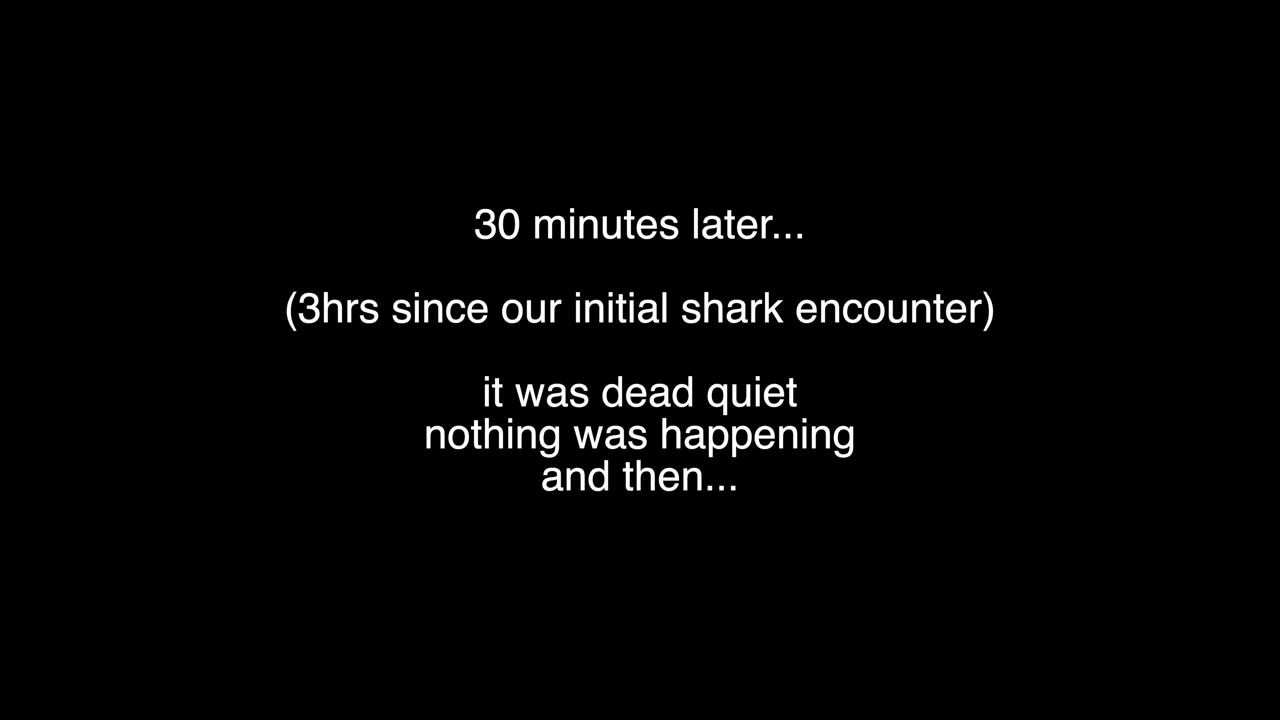 30 minutes later...
(3hrs since our initial shark encounter)
it was dead quiet
nothing was happening
and then...